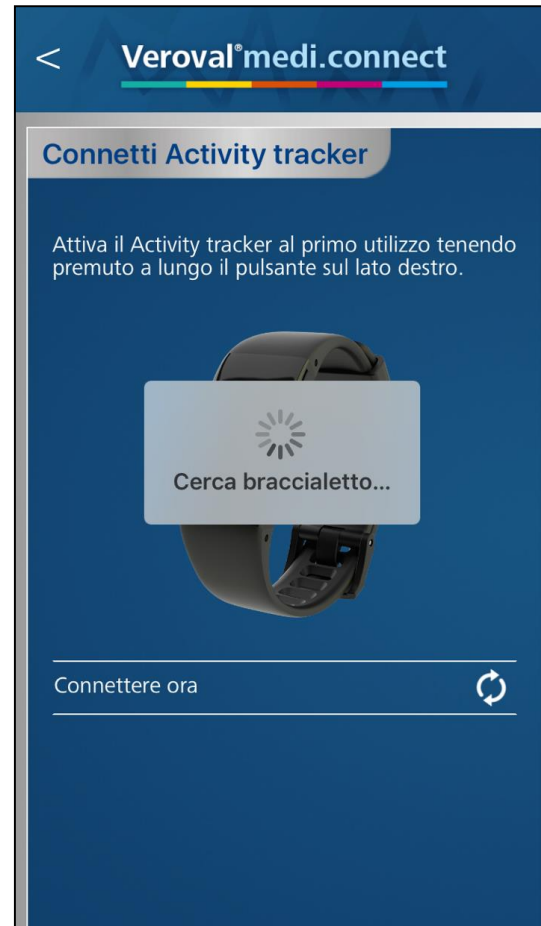 < Veroval®medi.connect
Connetti Activity tracker
Attiva il Activity tracker al primo utilizzo tenendo
premuto a lungo il pulsante sul lato destro.
Cerca braccialetto...
Connettere ora